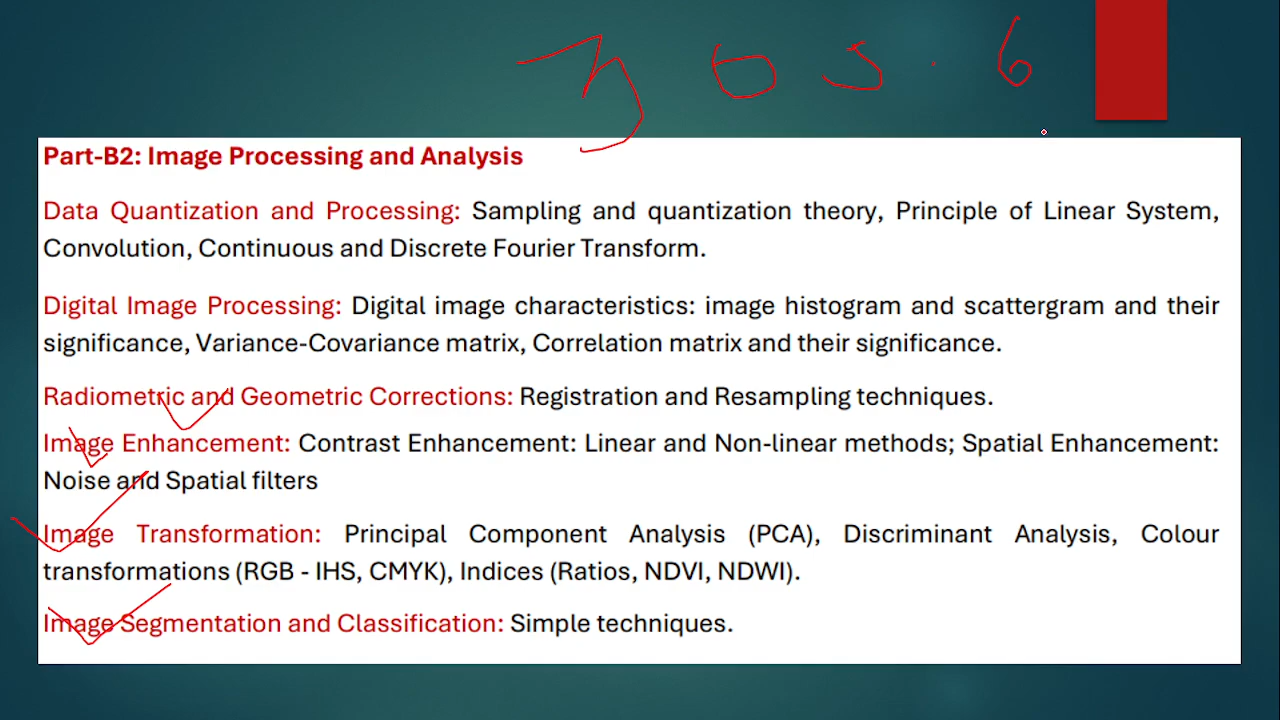 3 6 5 . 6
Part-B2: Image Processing and Analysis
Data Quantization and Processing: Sampling and quantization theory, Principle of Linear System,
Convolution, Continuous and Discrete Fourier Transform.
Digital Image Processing: Digital image characteristics: image histogram and scattergram and their
significance, Variance-Covariance matrix, Correlation matrix and their significance.
Radiometric and Geometric Corrections: Registration and Resampling techniques.
Image Enhancement: Contrast Enhancement: Linear and Non-linear methods; Spatial Enhancement:
Noise and Spatial filters
Image Transformation: Principal Component Analysis (PCA), Discriminant Analysis, Colour
transformations (RGB - IHS, CMYK), Indices (Ratios, NDVI, NDWI).
Image Segmentation and Classification: Simple techniques.